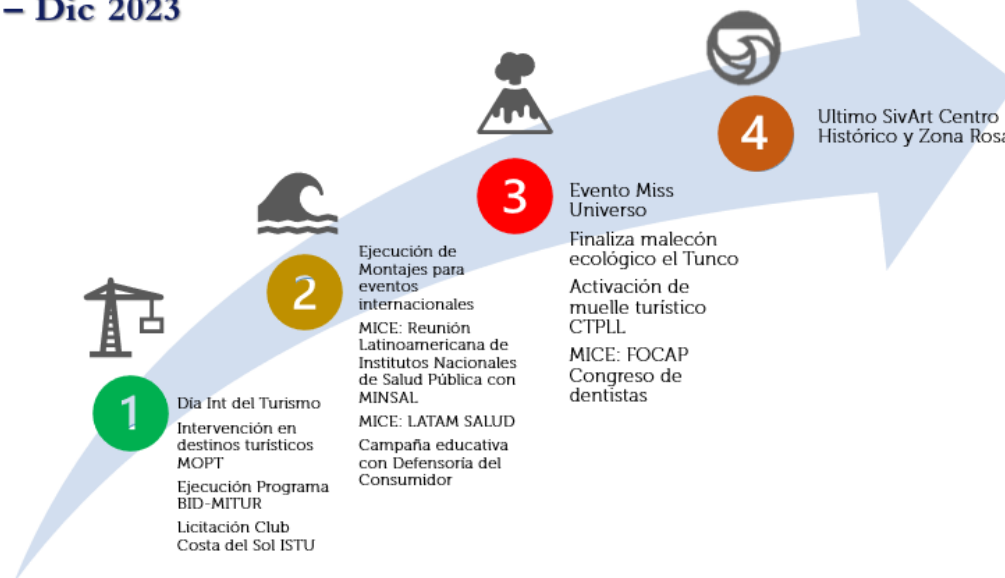 – Dic 2023
1
Día Int del Turismo
Intervención en
destinos turísticos
MOPT
Ejecución Programa
BID-MITUR
Licitación Club
Costa del Sol ISTU
2
Ejecución de
Montajes para
eventos
internacionales
MICE: Reunión
Latinoamericana de
Institutos Nacionales
de Salud Pública con
MINSAL
MICE: LATAM SALUD
Campaña educativa
con Defensoría del
Consumidor
3
Evento Miss
Universo
Finaliza malecón
ecológico el Tunco
Activación de
muelle turístico
CTPLL
MICE: FOCAP
Congreso de
dentistas
4
Ultimo SivArt Centro
Histórico y Zona Rosa